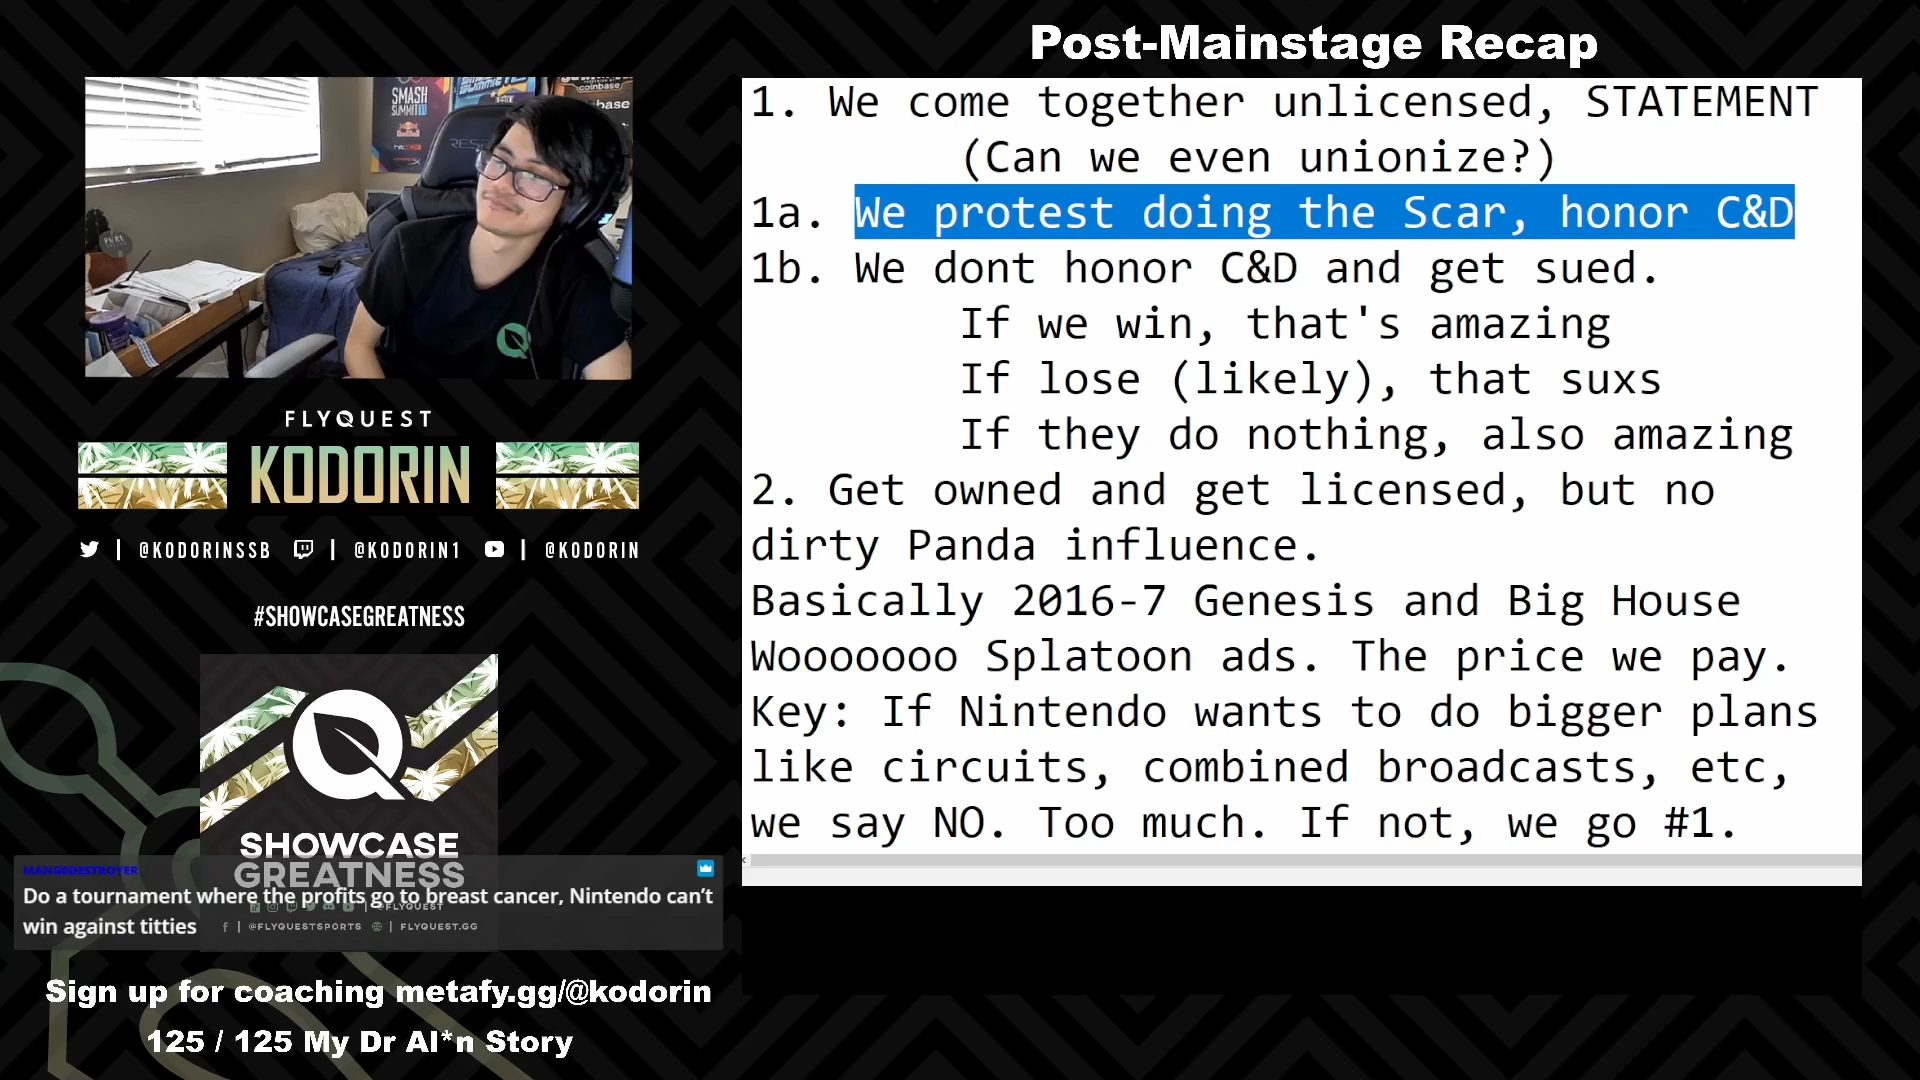 Post-Mainstage Recap
1. We come together unlicensed, STATEMENT
(Can we even unionize?)
1a. We protest doing the Scar, honor C&D
1b. We dont honor C&D and get sued.
If we win, that's amazing
If lose (likely), that suxs
If they do nothing, also amazing
2. Get owned and get licensed, but no
dirty Panda influence.
Basically 2016-7 Genesis and Big House
Wooooooo Splatoon ads. The price we pay.
Key: If Nintendo wants to do bigger plans
like circuits, combined broadcasts, etc,
we say NO. Too much. If not, we go #1.
SMASH
SUMMIT
coinbase
FLYQUEST
KODORIN
| @KODORINSSB | @KODORIN1 | @KODORIN
#SHOWCASEGREATNESS
SHOWCASE
GREATNESS
MANG0DESTROYER
Do a tournament where the profits go to breast cancer, Nintendo can't
win against titties
| @FLYQUEST
f | @FLYQUESTSPORTS | FLYQUEST.GG
Sign up for coaching metafy.gg/@kodorin
125 / 125 My Dr Al*n Story